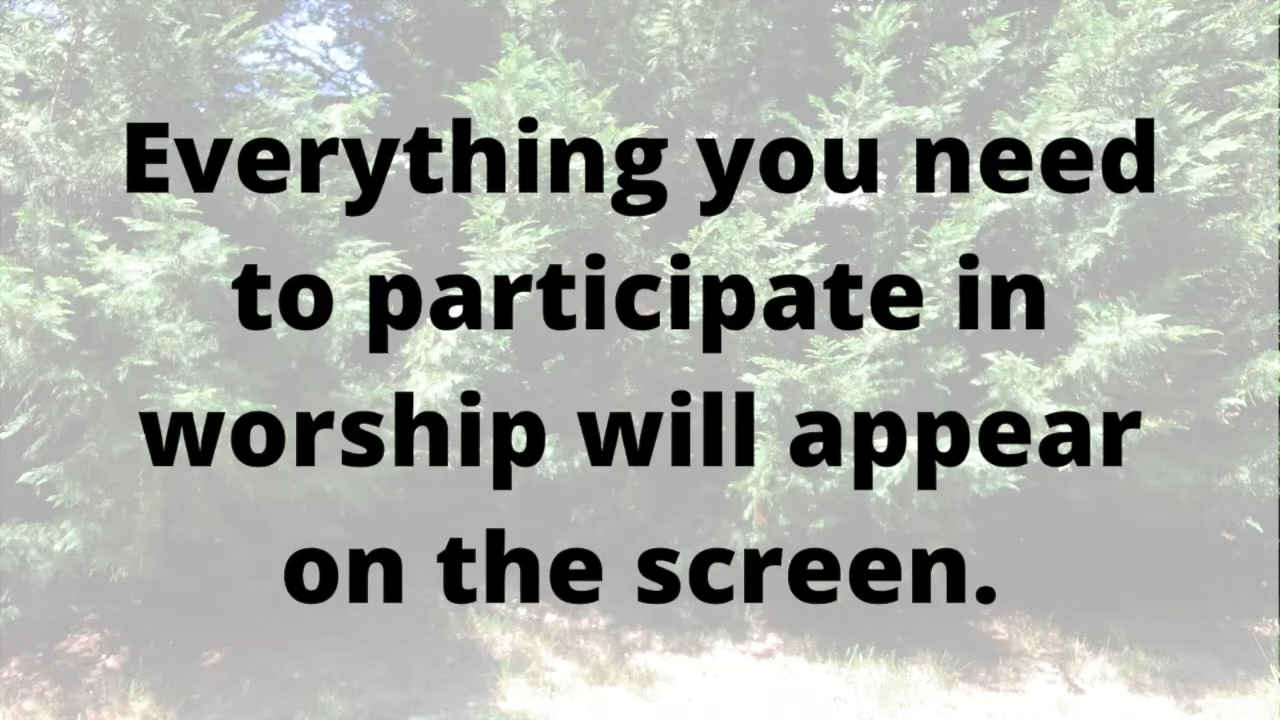 Everything you need
to participate in
worship will appear
on the screen.